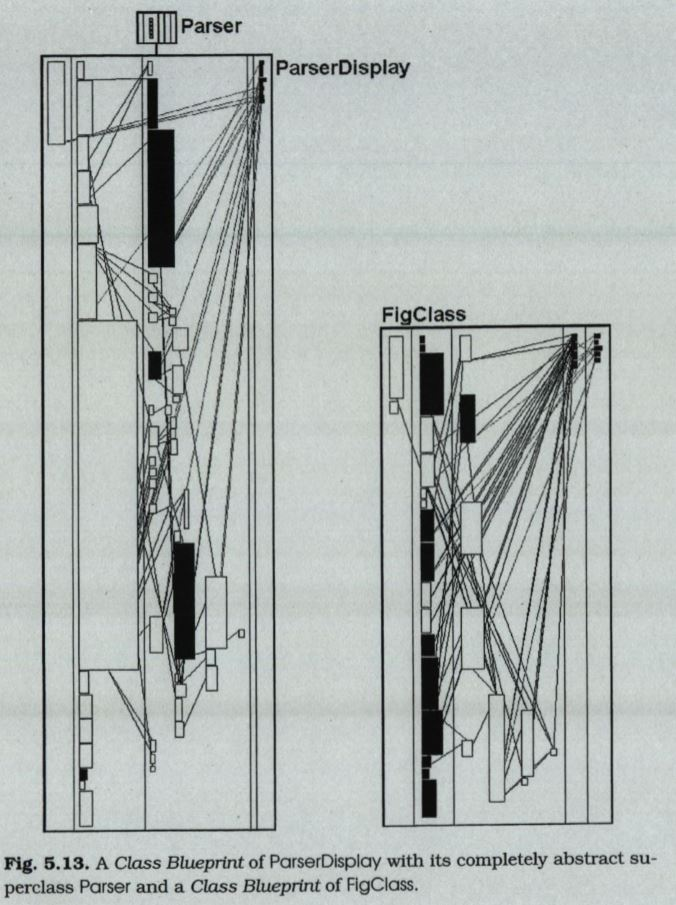 Parser
ParserDisplay
FigClass
Fig. 5.13. A Class Blueprint of ParserDisplay with its completely abstract su-
perclass Parser and a Class Blueprint of FigClass.